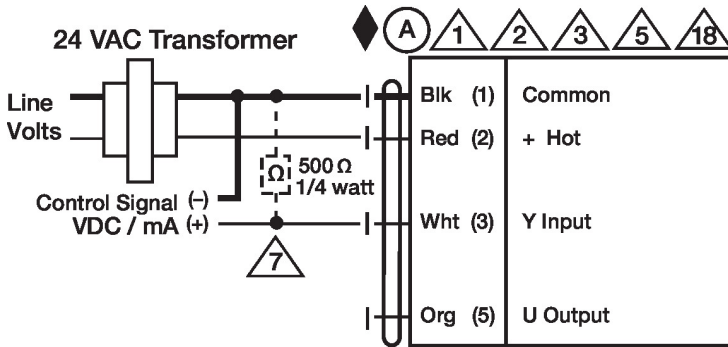 24 VAC Transformer
A 1 2 3 5 18
Line
Volts
Blk (1) Common
Red (2) + Hot
Ω 500 Ω
1/4 watt
Control Signal (-)
VDC / mA (+)
Wht (3) Y Input
7
Org (5) U Output